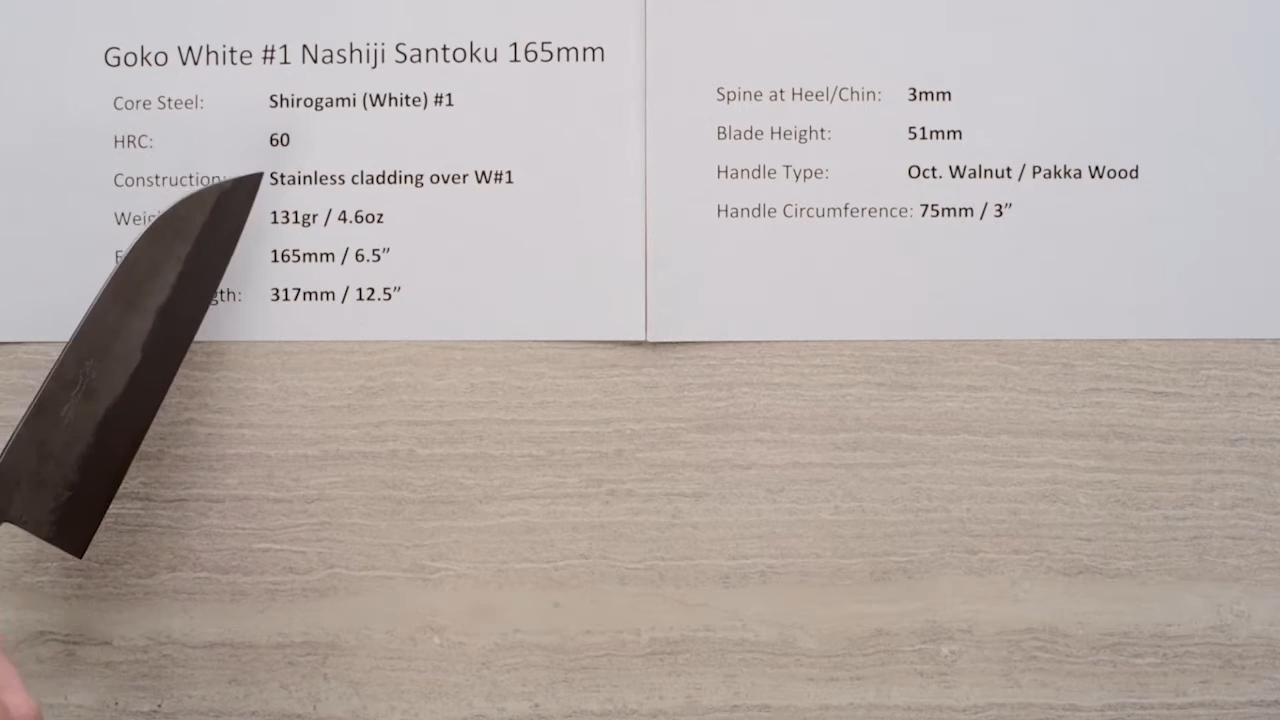 Goko White #1 Nashiji Santoku 165mm
Core Steel: Shirogami (White) #1
HRC: 60
Construction: Stainless cladding over W#1
131gr / 4.6oz
165mm / 6.5”
317mm / 12.5”
Spine at Heel/Chin: 3mm
Blade Height: 51mm
Handle Type: Oct. Walnut / Pakka Wood
Handle Circumference: 75mm / 3”